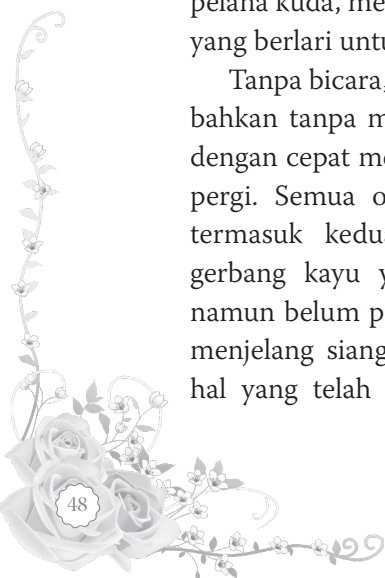 pelana kuda, me
yang berlari untu
Tanpa bicara,
bahkan tanpa m
dengan cepat me
pergi. Semua o
termasuk kedua
gerbang kayu y
namun belum p
menjelang siang
hal yang telah
48